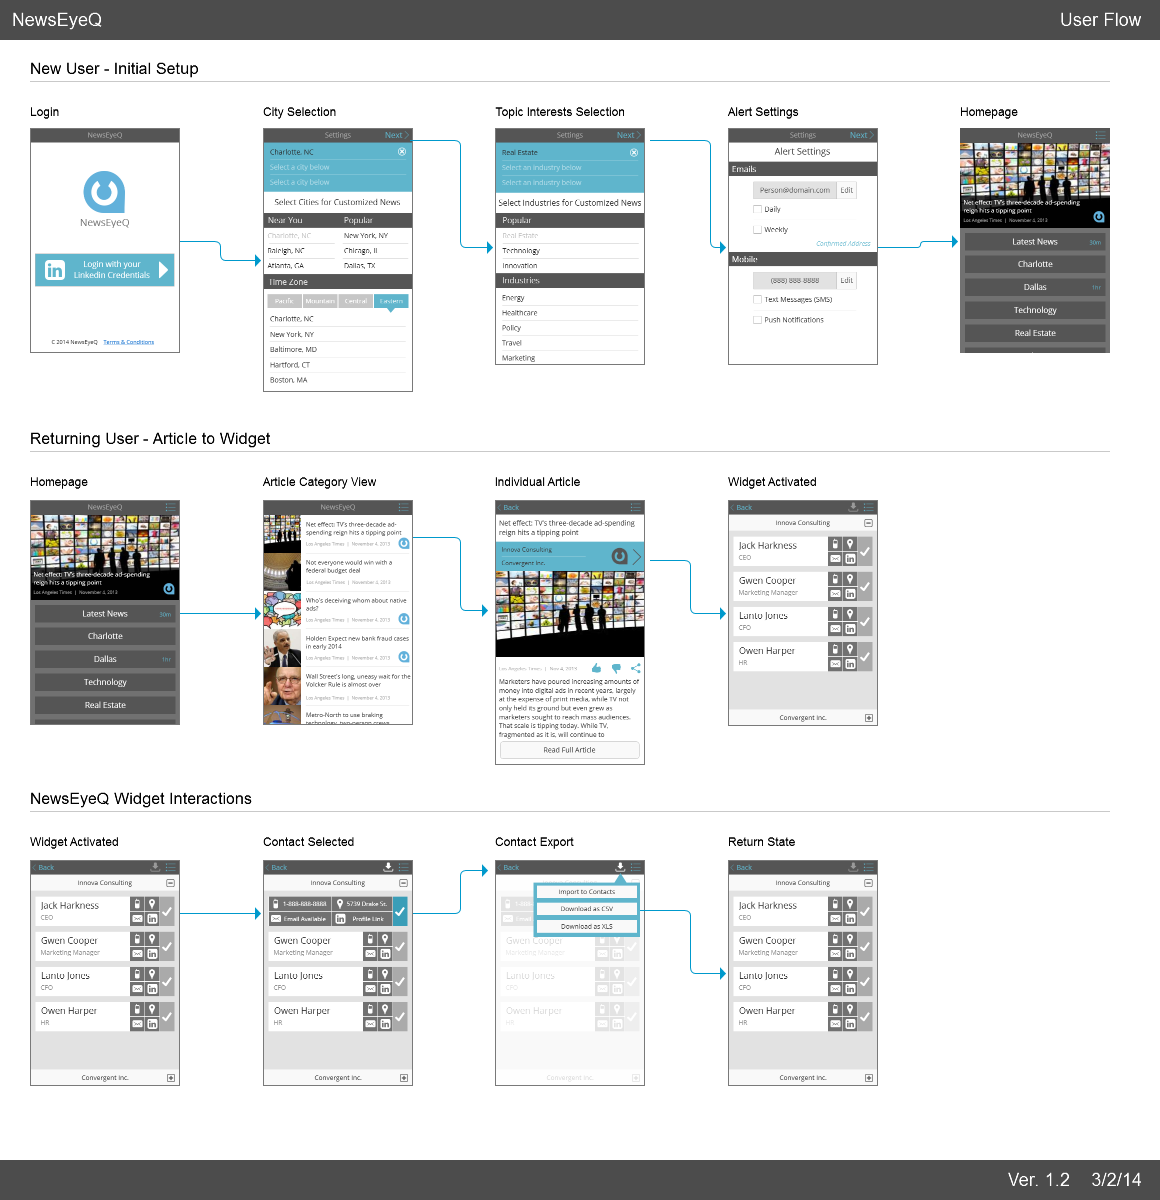 NewsEyeQ
User Flow
New User - Initial Setup
Login
City Selection
Topic Interests Selection
Alert Settings
Homepage
NewsEyeQ
NewsEyeQ
Login with your
Linkedin Credentials
© 2014 NewsEyeQ Terms & Conditions
Settings Next
Charlotte, NC
Select a city below
Select a city below
Select Cities for Customized News
Near You Popular
Charlotte, NC New York, NY
Raleigh, NC Chicago, Il
Atlanta, GA Dallas, TX
Time Zone
Pacific Mountain Central Eastern
Charlotte, NC
New York, NY
Baltimore, MD
Hartford, CT
Boston, MA
Settings Next
Real Estate
Select an industry below
Select an industry below
Select Industries for Customized News
Popular
Real Estate
Technology
Innovation
Industries
Energy
Healthcare
Policy
Travel
Marketing
Settings Next
Alert Settings
Emails
Person@domain.com Edit
Daily
Weekly
Confirmed Address
Mobile
(888) 888-8888 Edit
Text Messages (SMS)
Push Notifications
NewsEyeQ
Net effect: TV's three-decade ad-spending
reign hits a tipping point
Los Angeles Times | November 4, 2013
Latest News 30m
Charlotte
Dallas 1hr
Technology
Real Estate
Returning User - Article to Widget
Homepage
Article Category View
Individual Article
Widget Activated
NewsEyeQ
Net effect: TV's three-decade ad-spending
reign hits a tipping point
Los Angeles Times | November 4, 2013
Latest News 30m
Charlotte
Dallas 1hr
Technology
Real Estate
NewsEyeQ
Net effect: TV's three-decade ad-
spending reign hits a tipping point
Los Angeles Times | November 4, 2013
Not everyone would win with a
federal budget deal
Los Angeles Times | November 4, 2013
Who's deceiving whom about native
ads?
Los Angeles Times | November 4, 2013
Holder: Expect new bank fraud cases
in early 2014
Los Angeles Times | November 4, 2013
Wall Street's long, uneasy wait for the
Volcker Rule is almost over
Los Angeles Times | November 4, 2013
Metro-North to use braking
technology, two-person crews
Back
Net effect: TV's three-decade ad-spending
reign hits a tipping point
Innova Consulting
Convergent Inc.
Los Angeles Times | Nov 4, 2013
Marketers have poured increasing amounts of
money into digital ads in recent years, largely
at the expense of print media, while TV not
only held its ground but even grew as
marketers sought to reach mass audiences.
That scale is tipping today. While TV,
fragmented as it is, will continue to
Read Full Article
Back
Innova Consulting
Jack Harkness
CEO
Gwen Cooper
Marketing Manager
Lanto Jones
CFO
Owen Harper
HR
Convergent Inc.
NewsEyeQ Widget Interactions
Widget Activated
Contact Selected
Contact Export
Return State
Back
Innova Consulting
Jack Harkness
CEO
Gwen Cooper
Marketing Manager
Lanto Jones
CFO
Owen Harper
HR
Convergent Inc.
Back
Innova Consulting
1-888-888-8888 5739 Drake St.
Email Available Profile Link
Gwen Cooper
Marketing Manager
Lanto Jones
CFO
Owen Harper
HR
Convergent Inc.
Back
Import to Contacts
Download as CSV
Download as XLS
Gwen Cooper
Marketing Manager
Lanto Jones
CFO
Owen Harper
HR
Convergent Inc.
Back
Innova Consulting
Jack Harkness
CEO
Gwen Cooper
Marketing Manager
Lanto Jones
CFO
Owen Harper
HR
Convergent Inc.
Ver. 1.2 3/2/14